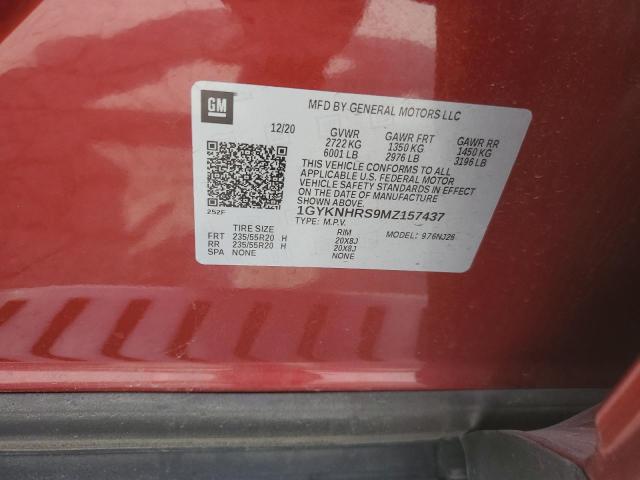 GM
MFD BY GENERAL MOTORS LLC
12/20 GVWR GAWR FRT GAWR RR
2722 KG 1350 KG 1450 KG
6001 LB 2976 LB 3196 LB
THIS VEHICLE CONFORMS TO ALL
APPLICABLE U.S. FEDERAL MOTOR
VEHICLE SAFETY STANDARDS IN EFFECT
ON THE DATE OF MANUFACTURE
SHOWN ABOVE.
252F 1GYKNHRS9MZ157437
TYPE: M.P.V. MODEL: 976NJ26
TIRE SIZE RIM
FRT 235/55R20 H 20X8J
RR 235/55R20 H 20X8J
SPA NONE NONE